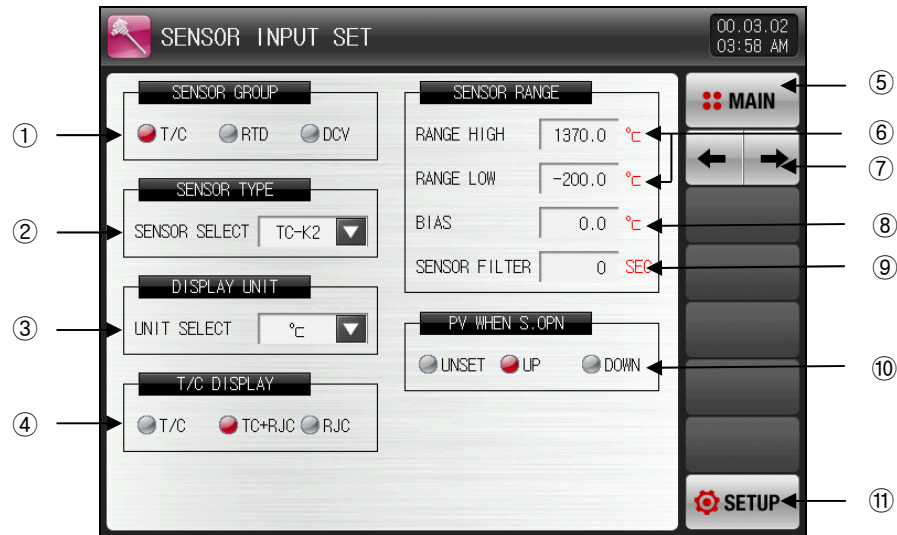 SENSOR INPUT SET
00.03.02
03:58 AM
SENSOR GROUP
① T/C RTD DCV
SENSOR TYPE
② SENSOR SELECT TC-K2
DISPLAY UNIT
③ UNIT SELECT ℃
T/C DISPLAY
④ T/C TC+RJC RJC
SENSOR RANGE
RANGE HIGH 1370.0 ℃
RANGE LOW -200.0 ℃
BIAS 0.0 ℃
SENSOR FILTER 0 SEC
PV WHEN S.OPN
UNSET UP DOWN
MAIN ⑤
⑥
⑦
⑧
⑨
⑩
SETUP ⑪